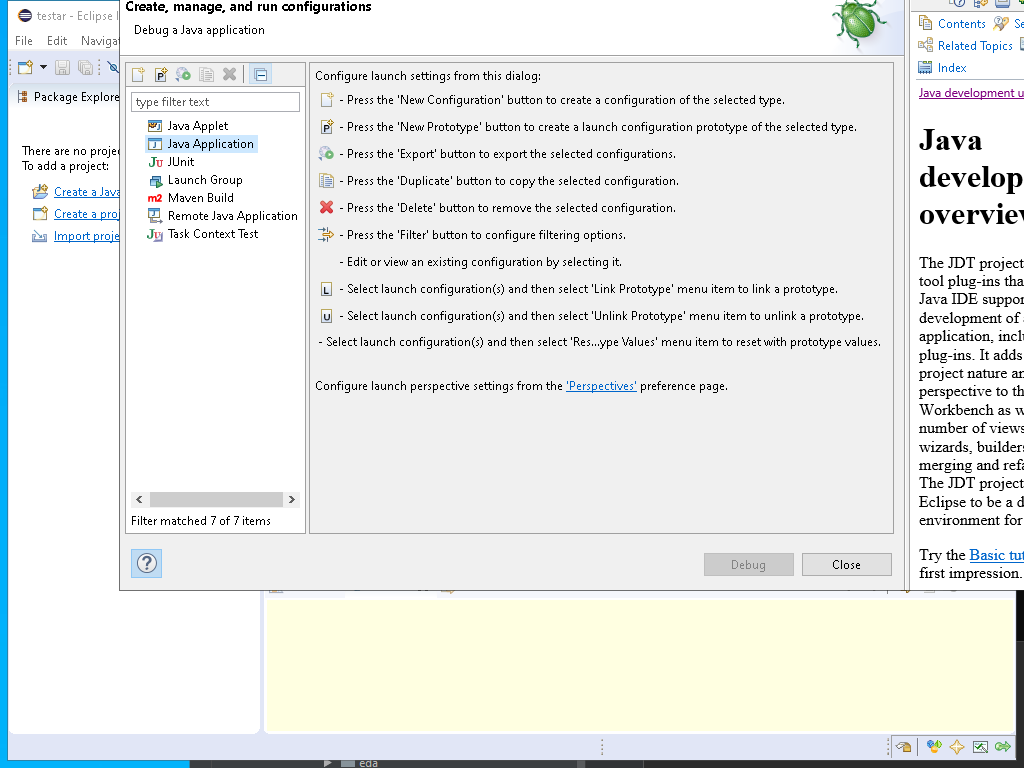 testar - Eclipse I
File Edit Naviga
Package Explore
There are no proje
To add a project:
Create a Java
Create a proj
Import proje
Create, manage, and run configurations
Debug a Java application
type filter text
Java Applet
Java Application
JUnit
Launch Group
Maven Build
Remote Java Application
Task Context Test
Filter matched 7 of 7 items
Configure launch settings from this dialog:
- Press the 'New Configuration' button to create a configuration of the selected type.
- Press the 'New Prototype' button to create a launch configuration prototype of the selected type.
- Press the 'Export' button to export the selected configurations.
- Press the 'Duplicate' button to copy the selected configuration.
- Press the 'Delete' button to remove the selected configuration.
- Press the 'Filter' button to configure filtering options.
- Edit or view an existing configuration by selecting it.
- Select launch configuration(s) and then select 'Link Prototype' menu item to link a prototype.
- Select launch configuration(s) and then select 'Unlink Prototype' menu item to unlink a prototype.
- Select launch configuration(s) and then select 'Res...ype Values' menu item to reset with prototype values.
Configure launch perspective settings from the 'Perspectives' preference page.
Debug
Close
Contents Se
Related Topics
Index
Java development u
Java
develop
overview
The JDT project
tool plug-ins tha
Java IDE suppor
development of a
application, inclu
plug-ins. It adds
project nature an
perspective to th
Workbench as w
number of views
wizards, builders
merging and refa
The JDT project
Eclipse to be a d
environment for
Try the Basic tut
first impression.
eda